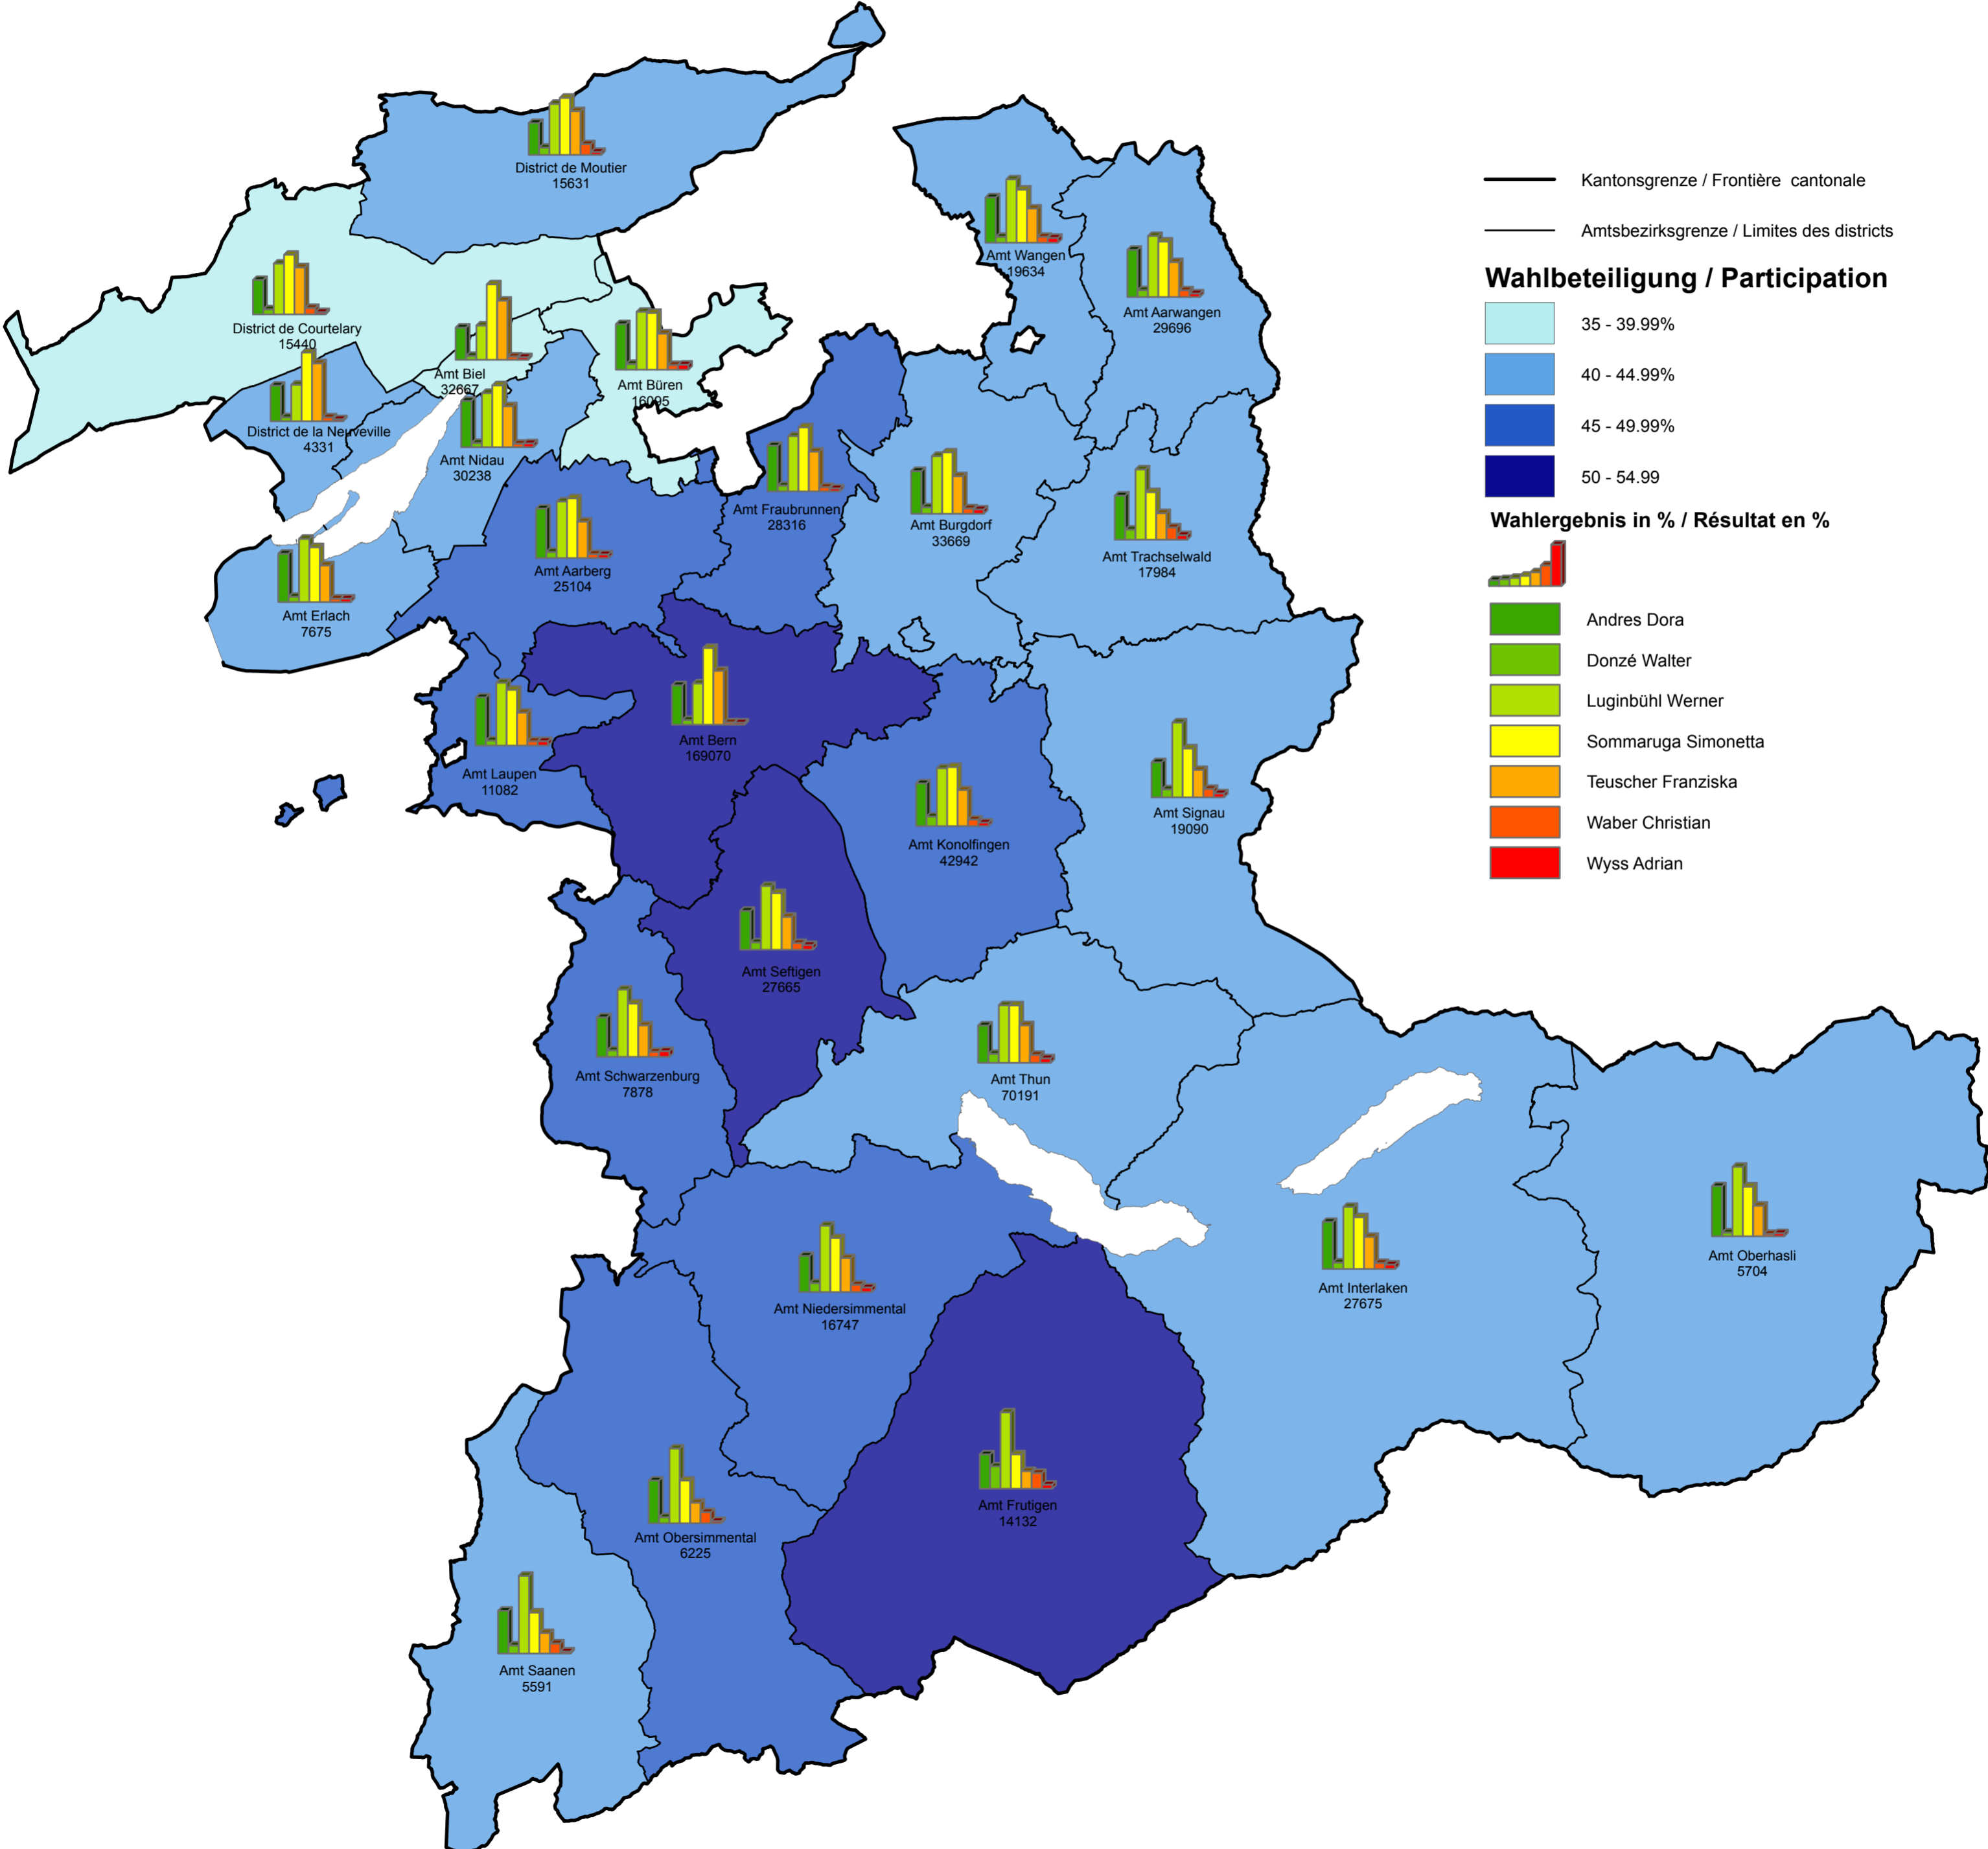 District de Moutier
15631
Kantonsgrenze / Frontière cantonale
Amtsbezirksgrenze / Limites des districts
Wahlbeteiligung / Participation
35 - 39.99%
40 - 44.99%
45 - 49.99%
50 - 54.99
Wahlergebnis in % / Résultat en %
Andres Dora
Donzé Walter
Luginbühl Werner
Sommaruga Simonetta
Teuscher Franziska
Waber Christian
Wyss Adrian
Amt Wangen
19634
Amt Aarwangen
29696
District de Courtelary
15440
Amt Biel
32667
Amt Büren
16095
District de la Neuveville
4331
Amt Nidau
30238
Amt Fraubrunnen
28316
Amt Burgdorf
33669
Amt Trachselwald
17984
Amt Aarberg
25104
Amt Erlach
7675
Amt Bern
169070
Amt Laupen
11082
Amt Konolfingen
42942
Amt Signau
19090
Amt Seftigen
27665
Amt Schwarzenburg
7878
Amt Thun
70191
Amt Oberhasli
5704
Amt Interlaken
27675
Amt Niedersimmental
16747
Amt Frutigen
14132
Amt Obersimmental
6225
Amt Saanen
5591